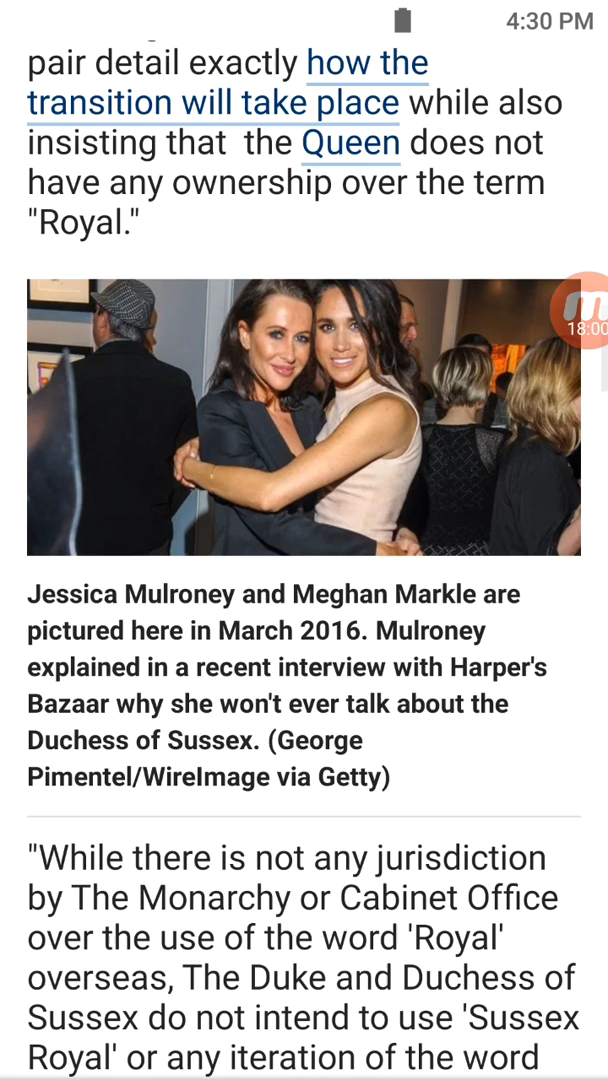 4:30 PM
pair detail exactly how the
transition will take place while also
insisting that  the Queen does not
have any ownership over the term
"Royal."
18:00
Jessica Mulroney and Meghan Markle are
pictured here in March 2016. Mulroney
explained in a recent interview with Harper's
Bazaar why she won't ever talk about the
Duchess of Sussex. (George
Pimentel/WireImage via Getty)
"While there is not any jurisdiction
by The Monarchy or Cabinet Office
over the use of the word 'Royal'
overseas, The Duke and Duchess of
Sussex do not intend to use 'Sussex
Royal' or any iteration of the word